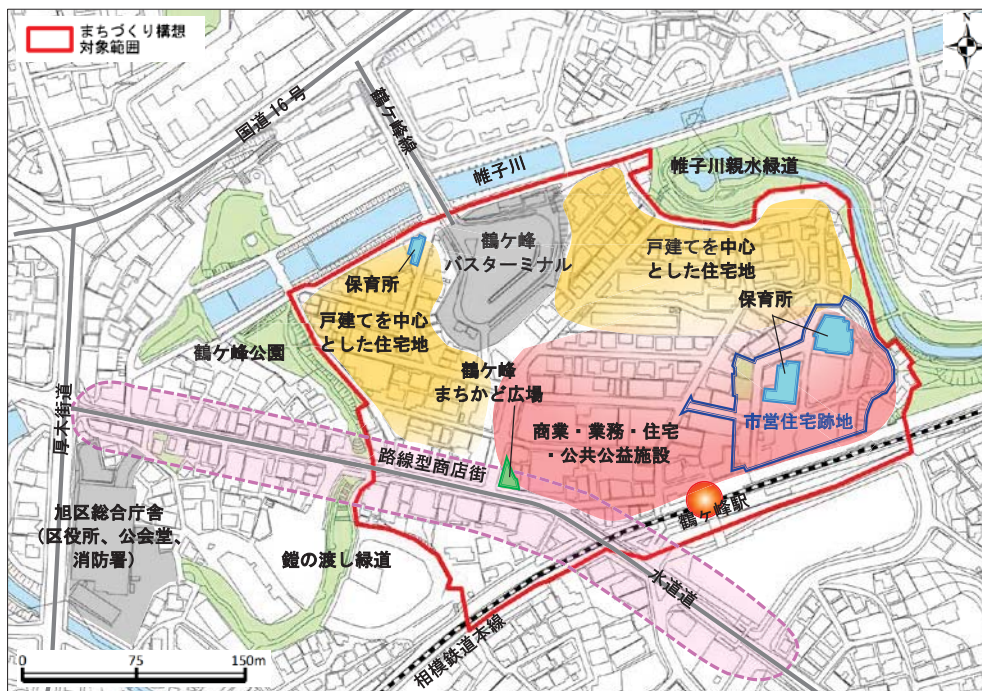 まちづくり構想
対象範囲
N
国道16号
鶴ケ峰線
帷子川
帷子川親水緑道
鶴ケ峰
バスターミナル
戸建てを中心
とした住宅地
保育所
保育所
戸建てを中心
とした住宅地
鶴ケ峰公園
鶴ケ峰
まちかど広場
市営住宅跡地
商業・業務・住宅
・公共公益施設
厚木街道
路線型商店街
鶴ケ峰駅
旭区総合庁舎
（区役所、公会堂、
消防署）
鎧の渡し緑道
水道道
相模鉄道本線
0 75 150m